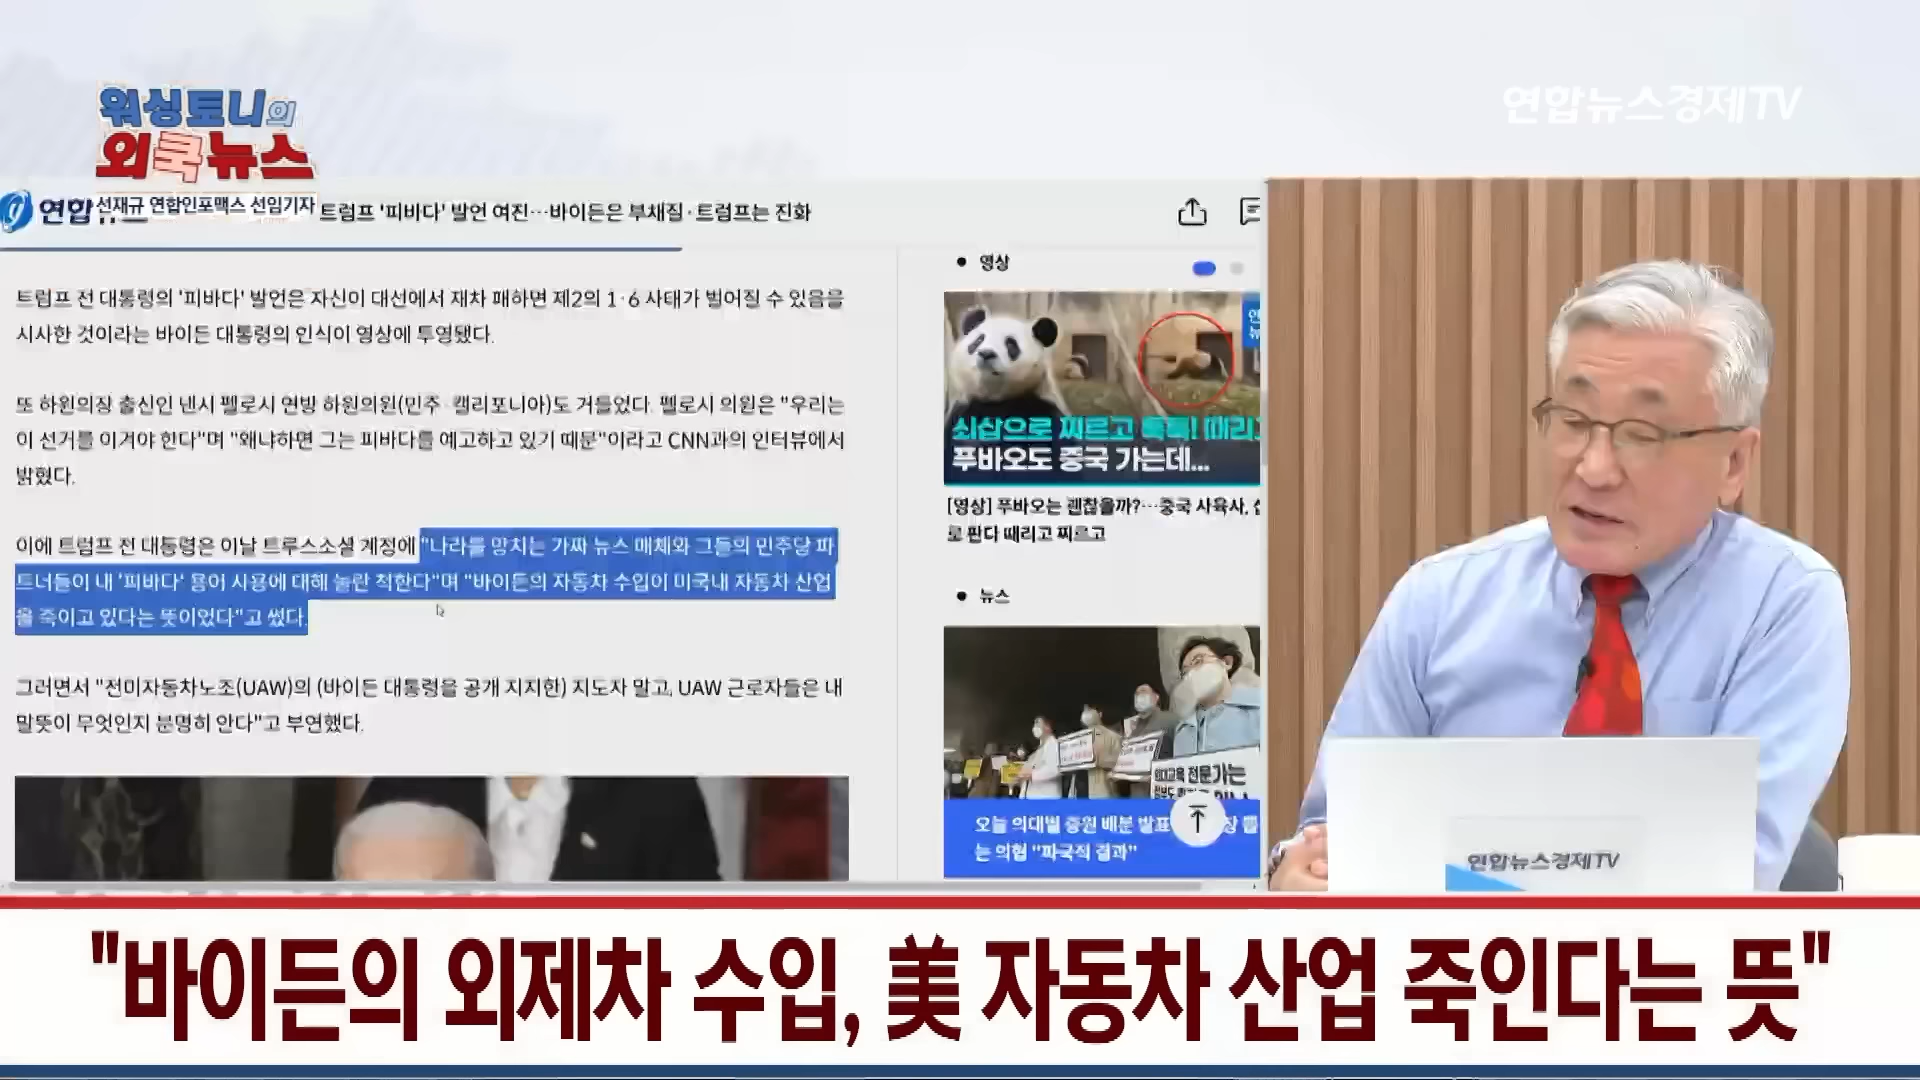 워싱토니의
외쿡뉴스
선재규 연합인포맥스 선임기자
연합뉴스경제TV
연합
트럼프 '피바다' 발언 여진…바이든은 부채질·트럼프는 진화
트럼프 전 대통령의 '피바다' 발언은 자신이 대선에서 재차 패하면 제2의 1·6 사태가 벌어질 수 있음을
시사한 것이라는 바이든 대통령의 인식이 영상에 투영됐다.
또 하원의장 출신인 낸시 펠로시 연방 하원의원(민주·캘리포니아)도 거들었다. 펠로시 의원은 "우리는
이 선거를 이겨야 한다"며 "왜냐하면 그는 피바다를 예고하고 있기 때문"이라고 CNN과의 인터뷰에서
밝혔다.
이에 트럼프 전 대통령은 이날 트루스소셜 계정에 "나라를 망치는 가짜 뉴스 매체와 그들의 민주당 파
트너들이 내 '피바다' 용어 사용에 대해 놀란 척한다"며 "바이든의 자동차 수입이 미국내 자동차 산업
을 죽이고 있다는 뜻이었다"고 썼다.
그러면서 "전미자동차노조(UAW)의 (바이든 대통령을 공개 지지한) 지도자 말고, UAW 근로자들은 내
말뜻이 무엇인지 분명히 안다"고 부연했다.
• 영상
쇠삽으로 찌르고 툭툭! 때리
푸바오도 중국 가는데...
[영상] 푸바오는 괜찮을까?…중국 사육사,
로 판다 때리고 찌르고
• 뉴스
의대교육 전문가는
오늘 의대별 증원 배분 발표
는 의협 "파국적 결과"
연합뉴스경제TV
"바이든의 외제차 수입, 美 자동차 산업 죽인다는 뜻"